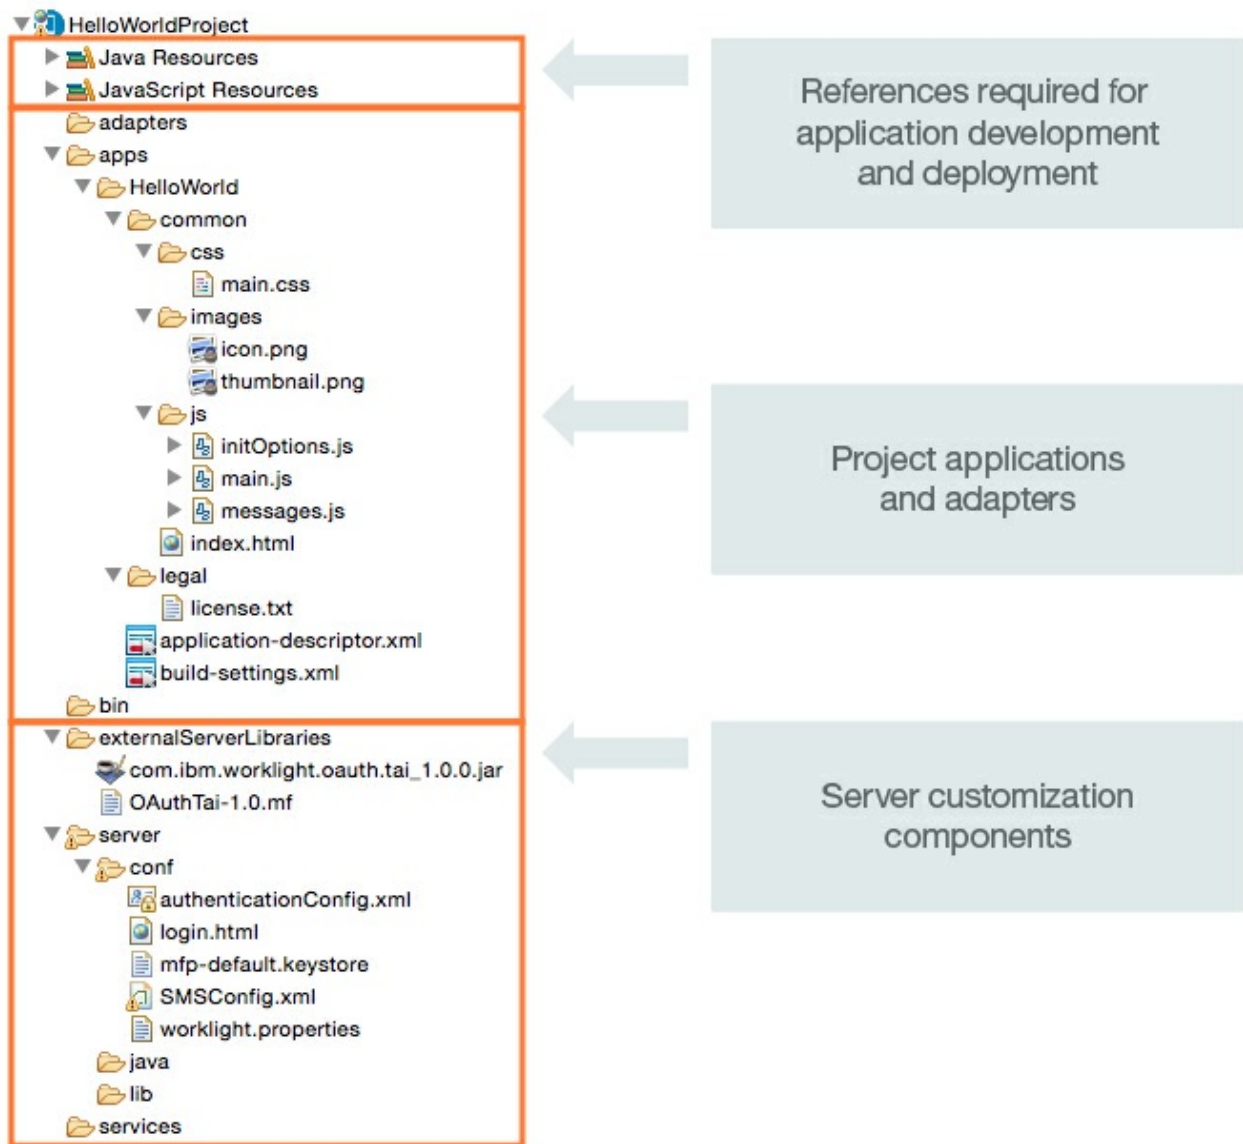 HelloWorldProject
Java Resources
JavaScript Resources
adapters
apps
HelloWorld
common
css
main.css
images
icon.png
thumbnail.png
js
initOptions.js
main.js
messages.js
index.html
legal
license.txt
application-descriptor.xml
build-settings.xml
bin
externalServerLibraries
com.ibm.worklight.oauth.tai_1.0.0.jar
OAuthTai-1.0.mf
server
conf
authenticationConfig.xml
login.html
mfp-default.keystore
SMSConfig.xml
worklight.properties
java
lib
services
References required for
application development
and deployment
Project applications
and adapters
Server customization
components